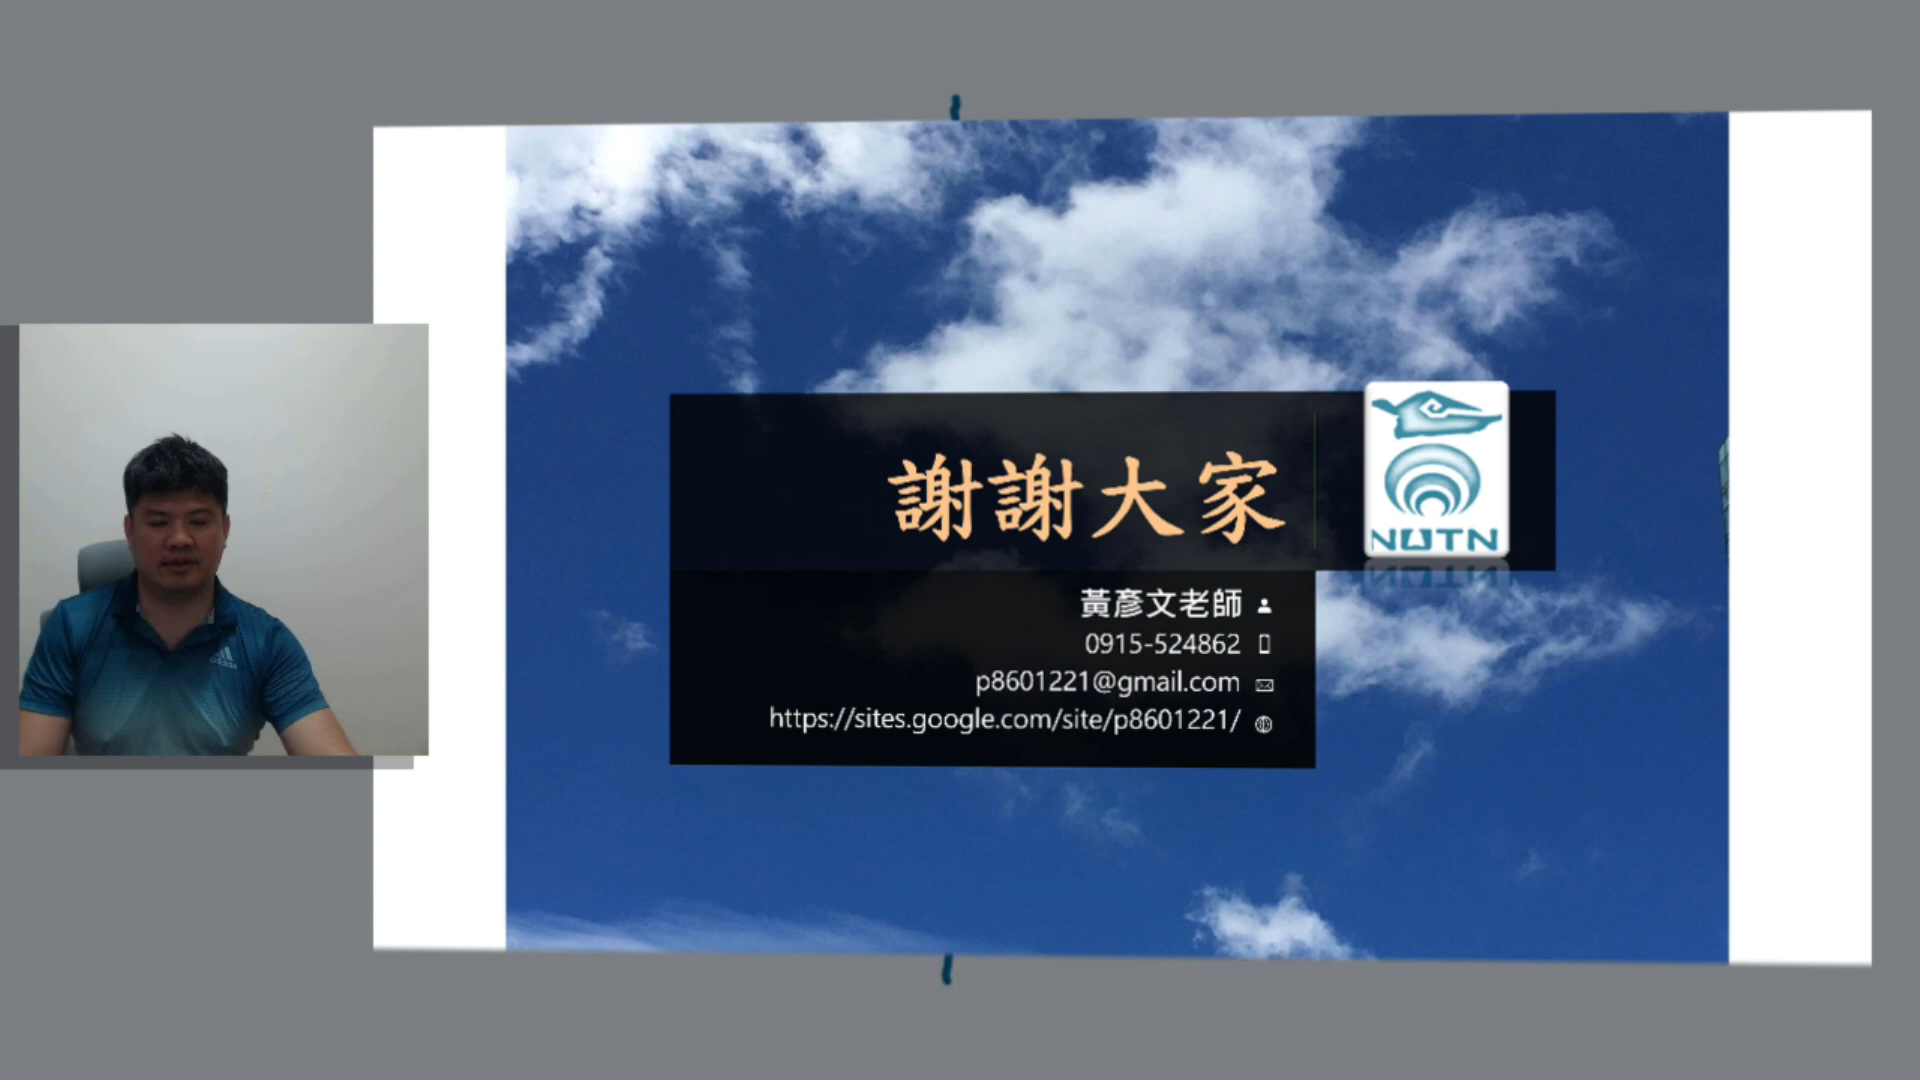 謝謝大家
NUTN
黃彥文老師
0915-524862
p8601221@gmail.com
https://sites.google.com/site/p8601221/
adidas